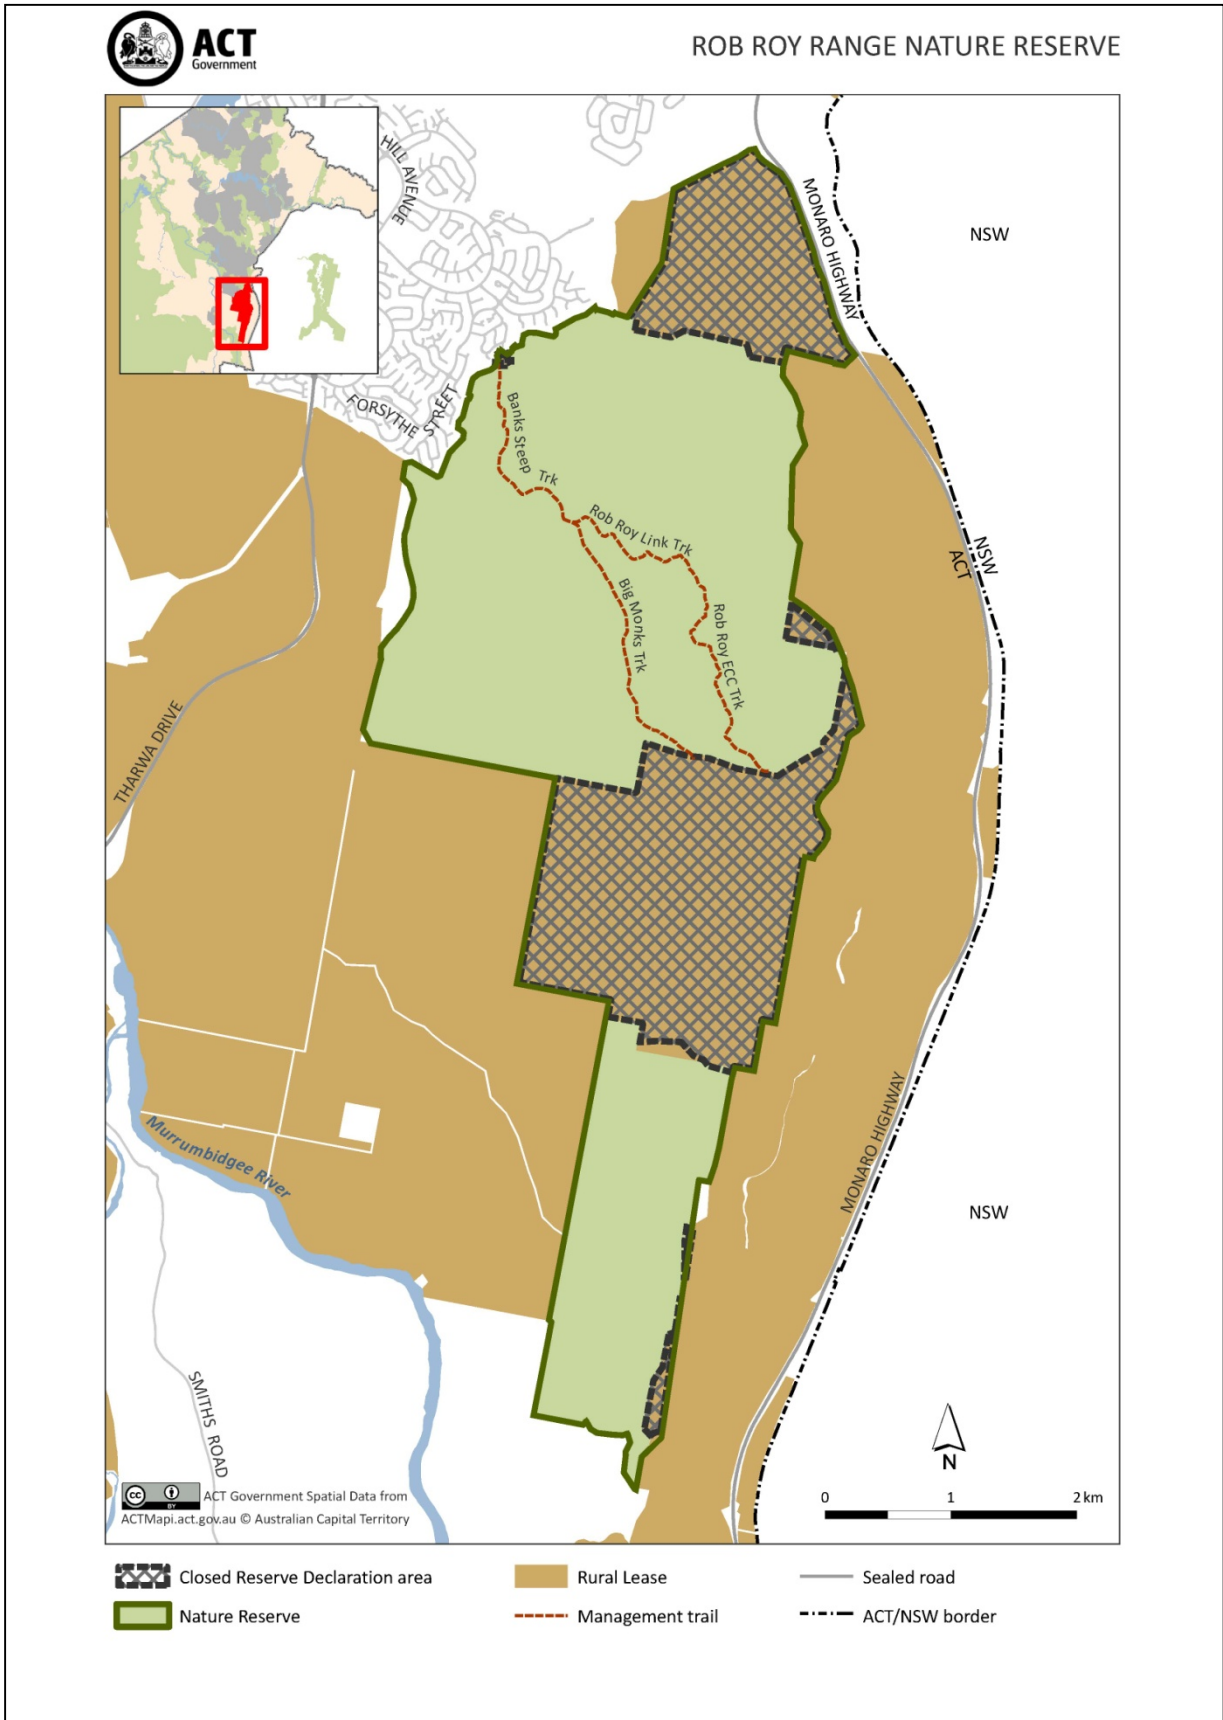 ACT
Government
ROB ROY RANGE NATURE RESERVE
HILL AVENUE
MONARO HIGHWAY
NSW
FORSYTHE
STREET
Banks Steep
Trk
Rob Roy Link Trk
NSW
ACT
Big Monks Trk
Rob Roy ECC Trk
THARWA DRIVE
Murrumbidgee River
MONARO HIGHWAY
NSW
SMITHS ROAD
N
cc
BY
ACT Government Spatial Data from
ACTMapi.act.gov.au © Australian Capital Territory
0 1 2 km
Closed Reserve Declaration area
Rural Lease
Sealed road
Nature Reserve
Management trail
ACT/NSW border